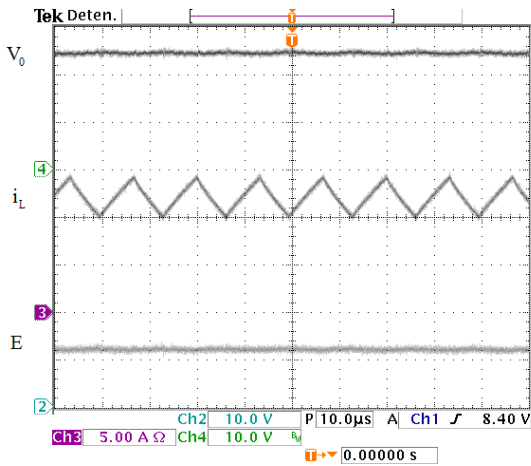 Tek Deten.
T
T
V0
4
iL
3
E
2
Ch2 10.0 V P 10.0µs A Ch1 ʃ 8.40 V
Ch3 5.00 A Ω Ch4 10.0 V BW
T→▼ 0.00000 s